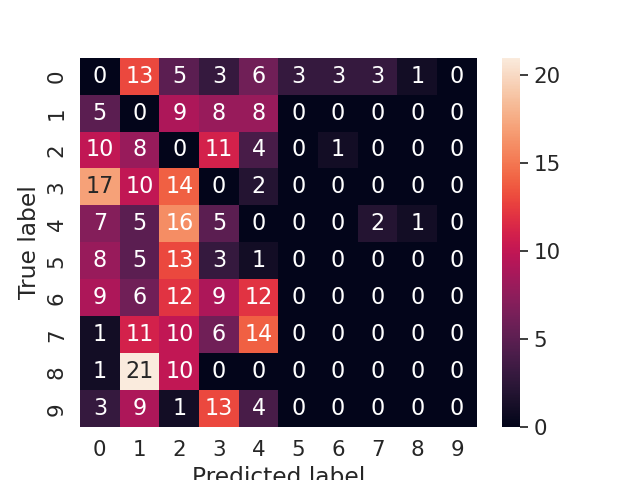 0 0 13 5 3 6 3 3 3 1 0
1 5 0 9 8 8 0 0 0 0 0
2 10 8 0 11 4 0 1 0 0 0
3 17 10 14 0 2 0 0 0 0 0
4 7 5 16 5 0 0 0 2 1 0
5 8 5 13 3 1 0 0 0 0 0
6 9 6 12 9 12 0 0 0 0 0
7 1 11 10 6 14 0 0 0 0 0
8 1 21 10 0 0 0 0 0 0 0
9 3 9 1 13 4 0 0 0 0 0
0 1 2 3 4 5 6 7 8 9
Predicted label
True label
20
15
10
5
0